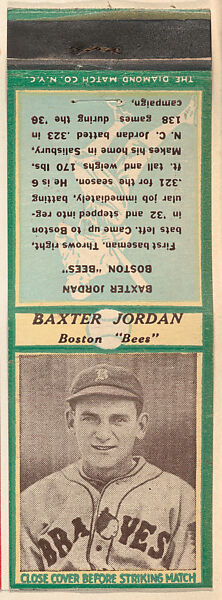 THE DIAMOND MATCH CO. N.Y.C.
BAXTER JORDAN
BOSTON "BEES"
First baseman. Throws right,
bats left. Came up to Boston
in '32 and stepped into reg-
ular job immediately, batting
.321 for the season. He is 6
ft. tall and weighs 170 lbs.
Makes his home in Salisbury,
N. C. Jordan batted .323 in
138 games during the '36
campaign.
BAXTER JORDAN
Boston "Bees"
B
BRAVES
CLOSE COVER BEFORE STRIKING MATCH